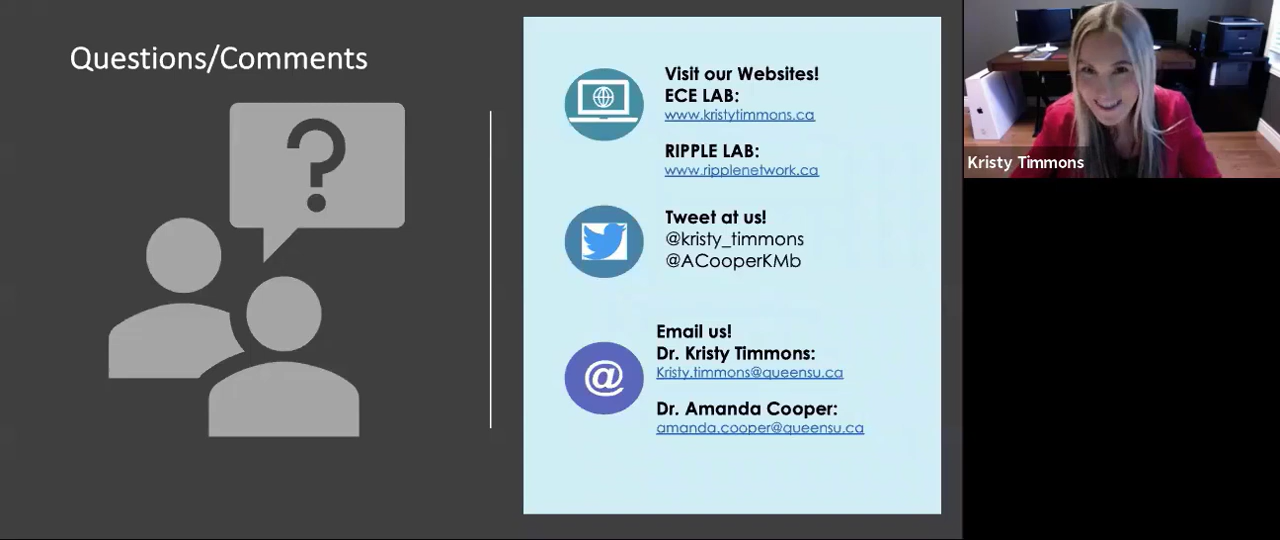 Questions/Comments
?
Visit our Websites!
ECE LAB:
www.kristytimmons.ca
RIPPLE LAB:
www.ripplenetwork.ca
Tweet at us!
@kristy_timmons
@ACooperKMb
@
Email us!
Dr. Kristy Timmons:
Kristy.timmons@queensu.ca
Dr. Amanda Cooper:
amanda.cooper@queensu.ca
Kristy Timmons